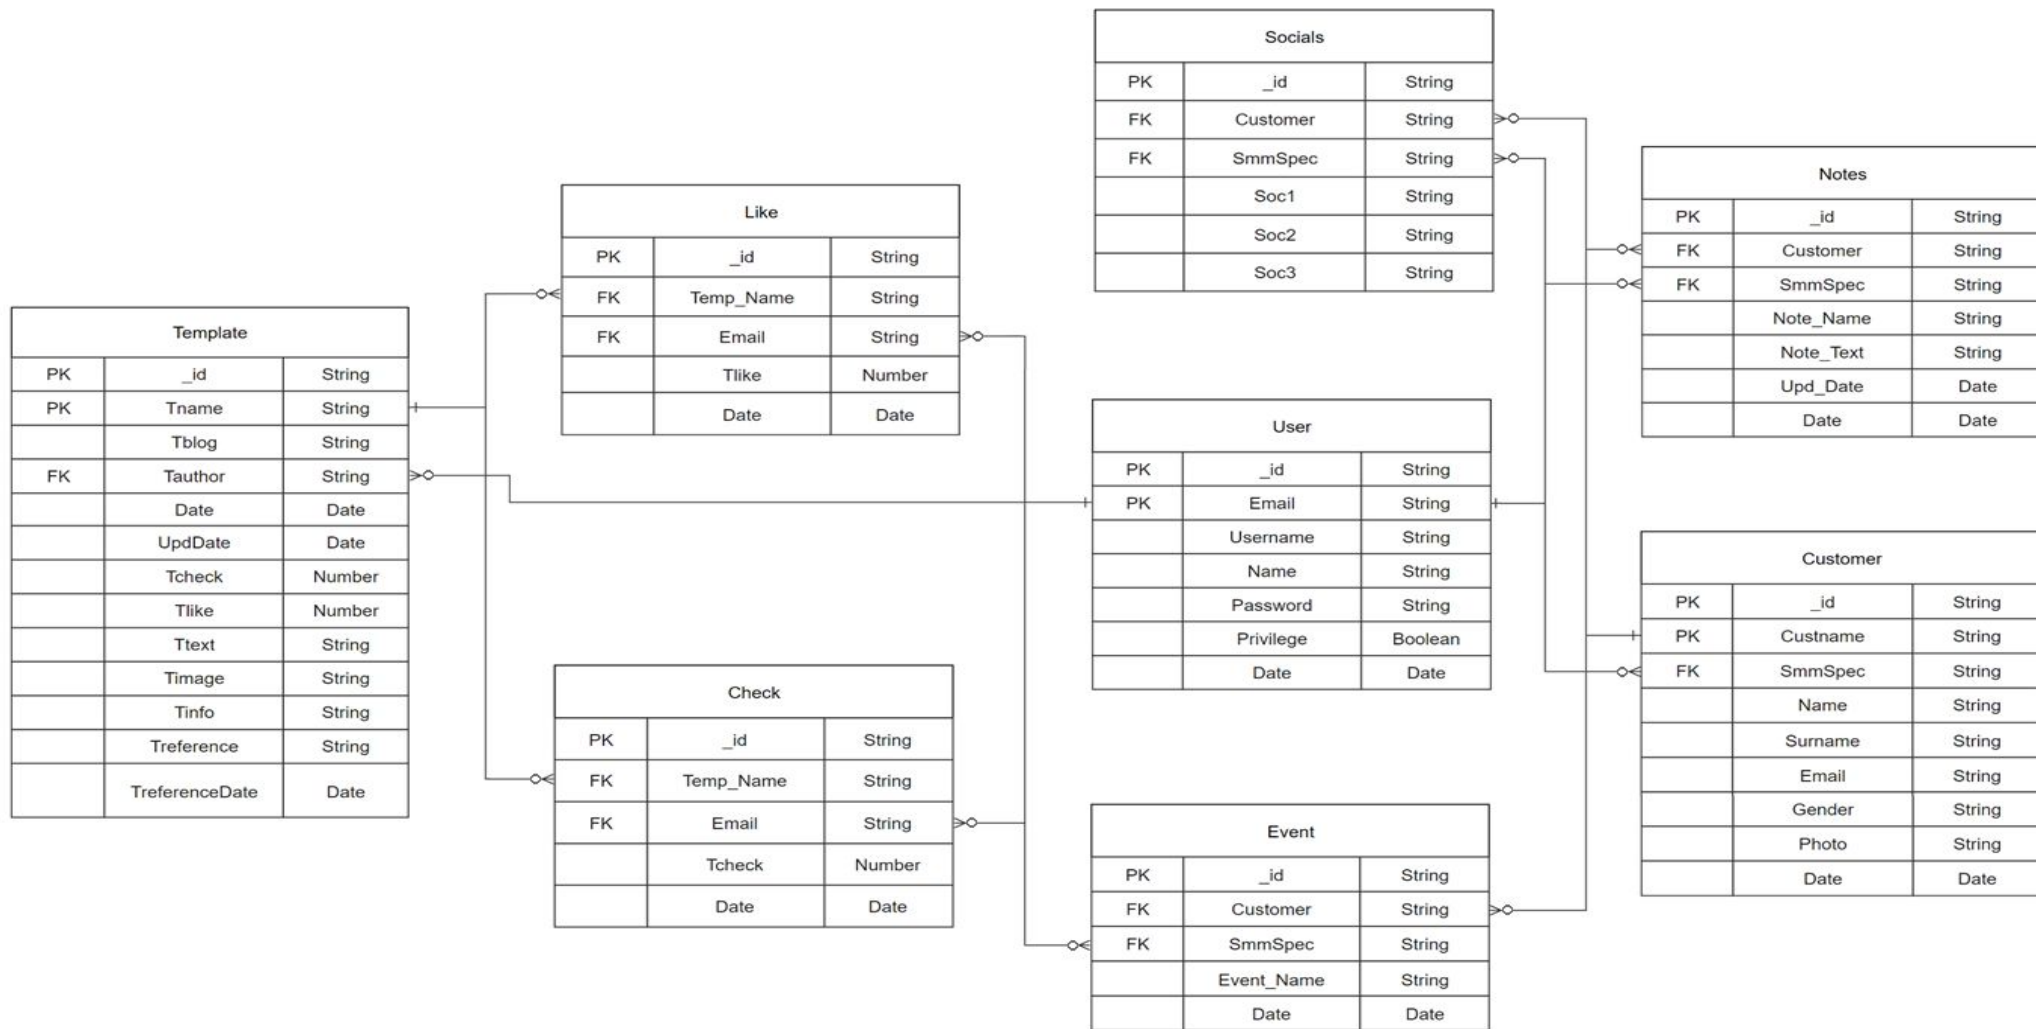 Template
PK _id String
PK Tname String
Tblog String
FK Tauthor String
Date Date
UpdDate Date
Tcheck Number
Tlike Number
Ttext String
Timage String
Tinfo String
Treference String
TreferenceDate Date
Like
PK _id String
FK Temp_Name String
FK Email String
Tlike Number
Date Date
Check
PK _id String
FK Temp_Name String
FK Email String
Tcheck Number
Date Date
Socials
PK _id String
FK Customer String
FK SmmSpec String
Soc1 String
Soc2 String
Soc3 String
User
PK _id String
PK Email String
Username String
Name String
Password String
Privilege Boolean
Date Date
Event
PK _id String
FK Customer String
FK SmmSpec String
Event_Name String
Date Date
Notes
PK _id String
FK Customer String
FK SmmSpec String
Note_Name String
Note_Text String
Upd_Date Date
Date Date
Customer
PK _id String
PK Custname String
FK SmmSpec String
Name String
Surname String
Email String
Gender String
Photo String
Date Date